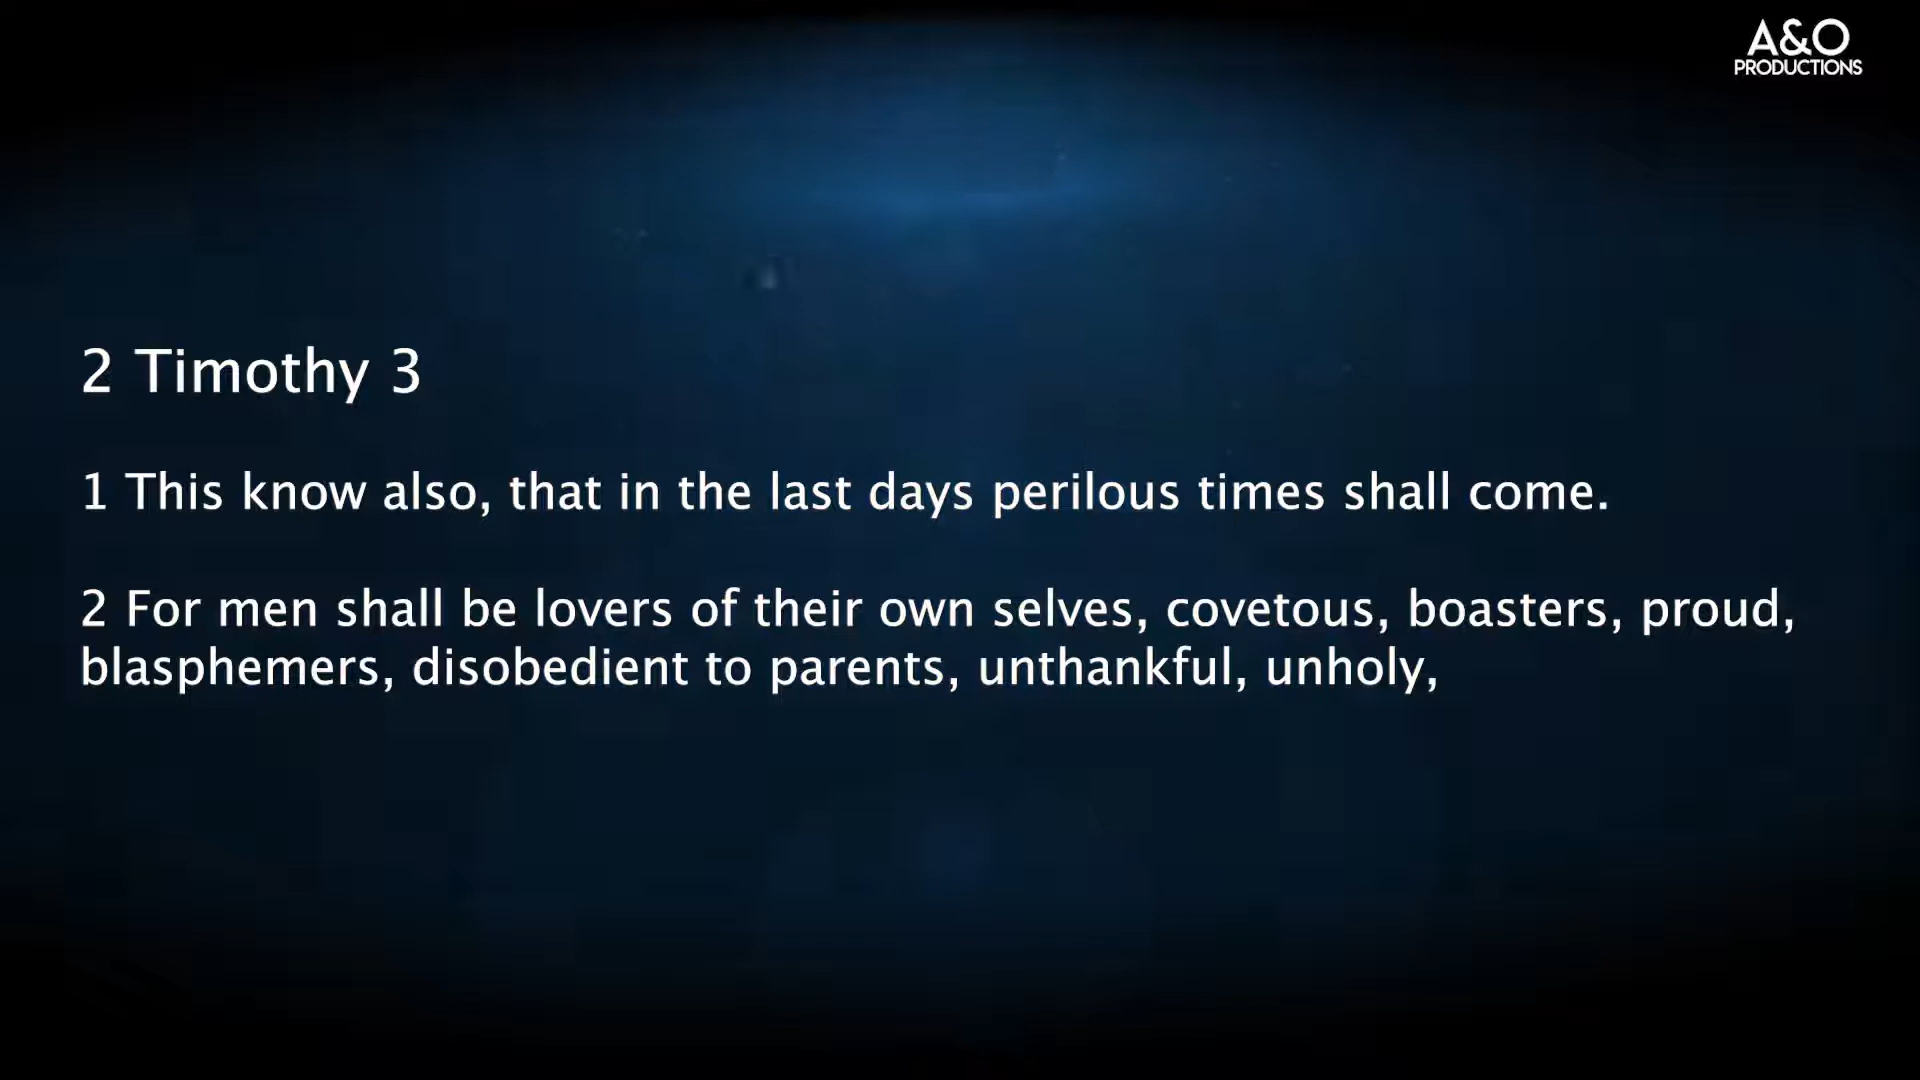 A&O
PRODUCTIONS
2 Timothy 3
1 This know also, that in the last days perilous times shall come.
2 For men shall be lovers of their own selves, covetous, boasters, proud,
blasphemers, disobedient to parents, unthankful, unholy,